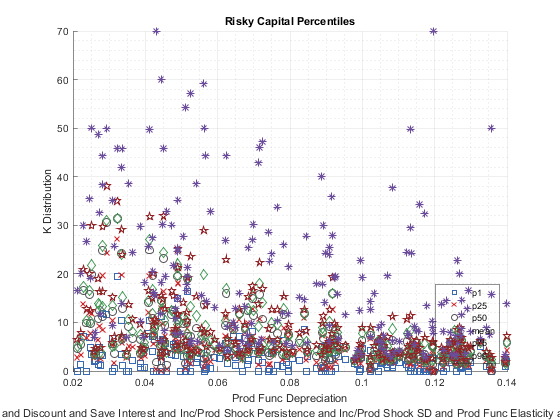 Risky Capital Percentiles
70
60
50
40
30
20
10
0
K Distribution
0.02
0.04
0.06
0.08
0.1
0.12
0.14
Prod Func Depreciation
p1
p25
p50
mean
and Discount and Save Interest and Inc/Prod Shock Persistence and Inc/Prod Shock SD and Prod Func Elasticity a